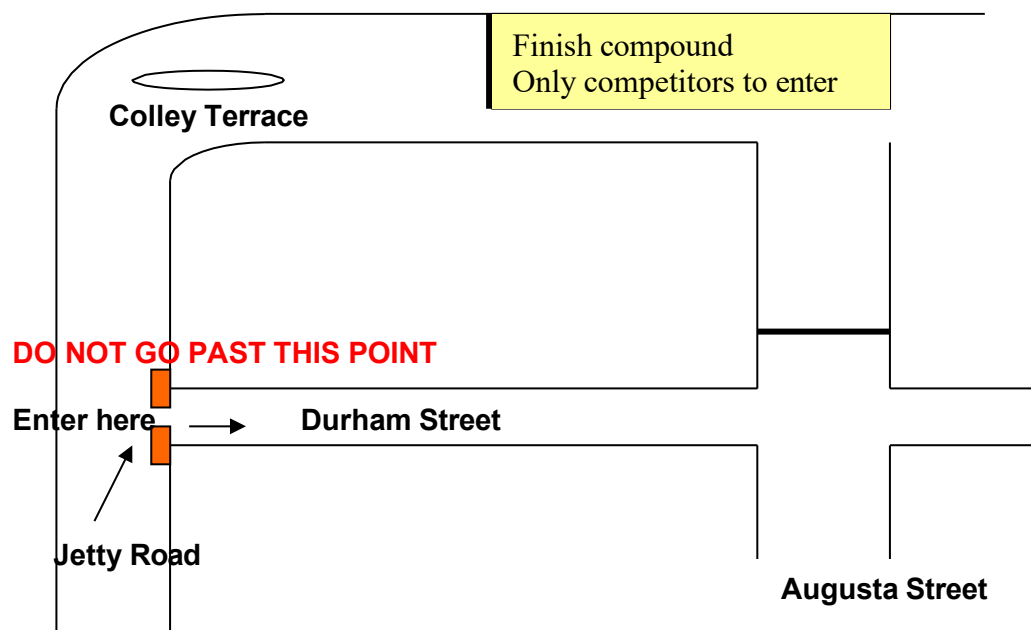 Finish compound
Only competitors to enter
Colley Terrace
DO NOT GO PAST THIS POINT
Enter here
Durham Street
Jetty Road
Augusta Street